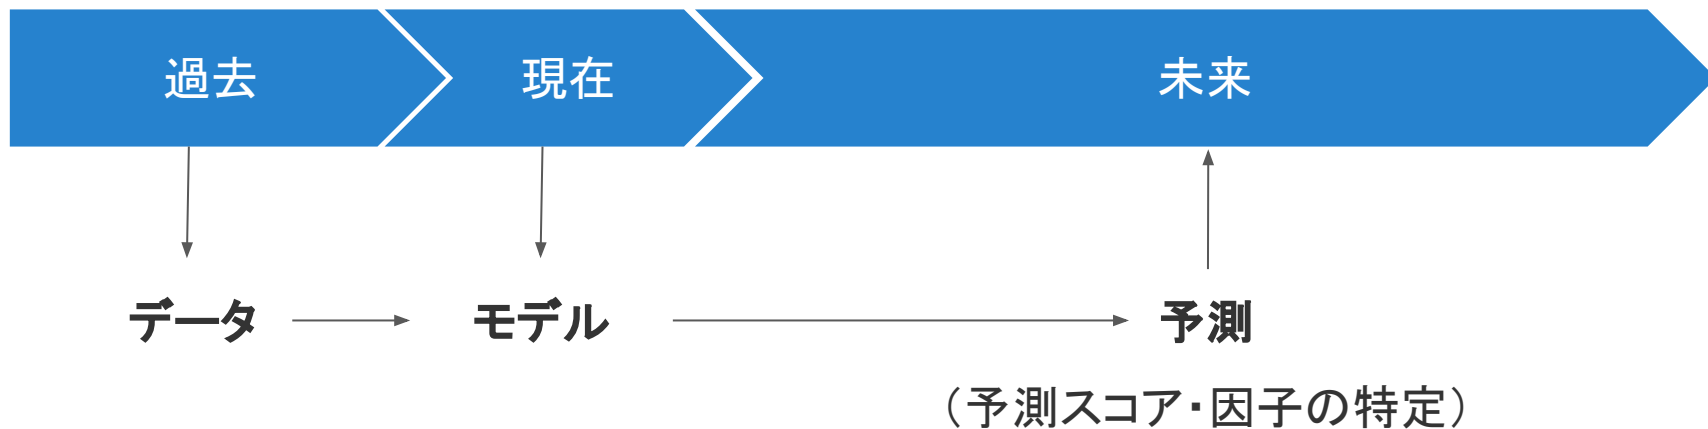 過去
現在
未来
データ
モデル
予測
（予測スコア・因子の特定）